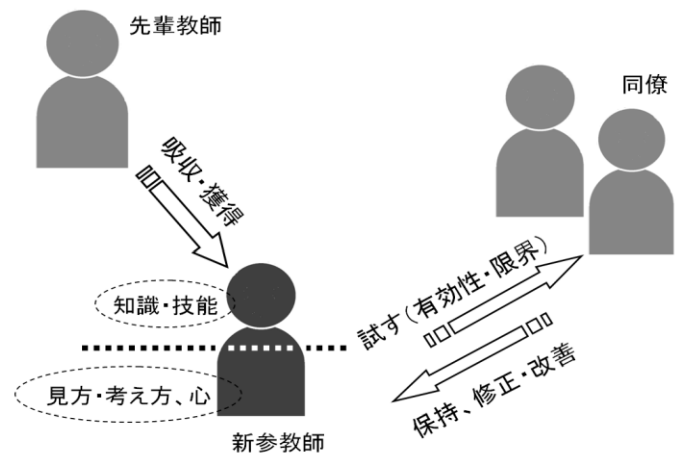 先輩教師
同僚
吸収・獲得
知識・技能
試す(有効性・限界)
見方・考え方、心
保持、修正・改善
新参教師